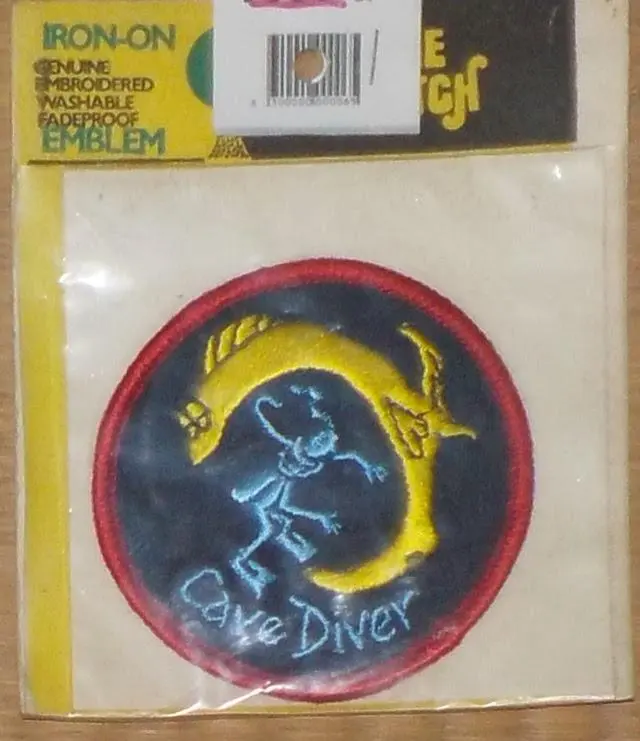 IRON-ON
GENUINE
EMBROIDERED
WASHABLE
FADEPROOF
EMBLEM
Cave Diver